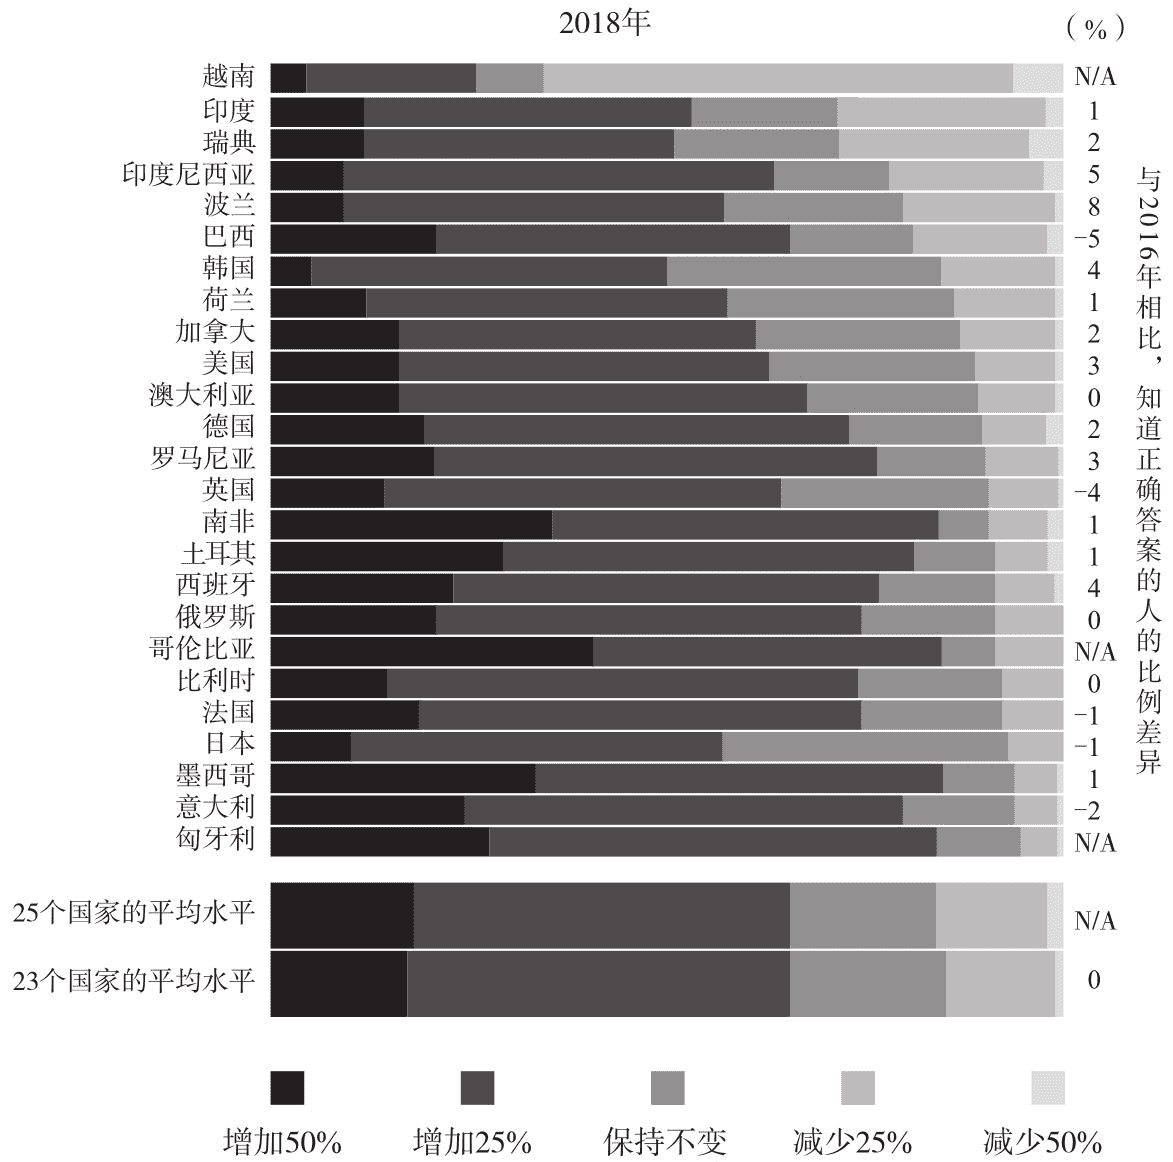 2018年
(%)
越南 N/A
印度 1
瑞典 2
印度尼西亚 5
波兰 8
巴西 -5
韩国 4
荷兰 1
加拿大 2
美国 3
澳大利亚 0
德国 2
罗马尼亚 3
英国 -4
南非 1
土耳其 1
西班牙 4
俄罗斯 0
哥伦比亚 N/A
比利时 0
法国 -1
日本 -1
墨西哥 1
意大利 -2
匈牙利 N/A
25个国家的平均水平 N/A
23个国家的平均水平 0
与2016年相比，知道正确答案的人的比例差异
增加50% 增加25% 保持不变 减少25% 减少50%